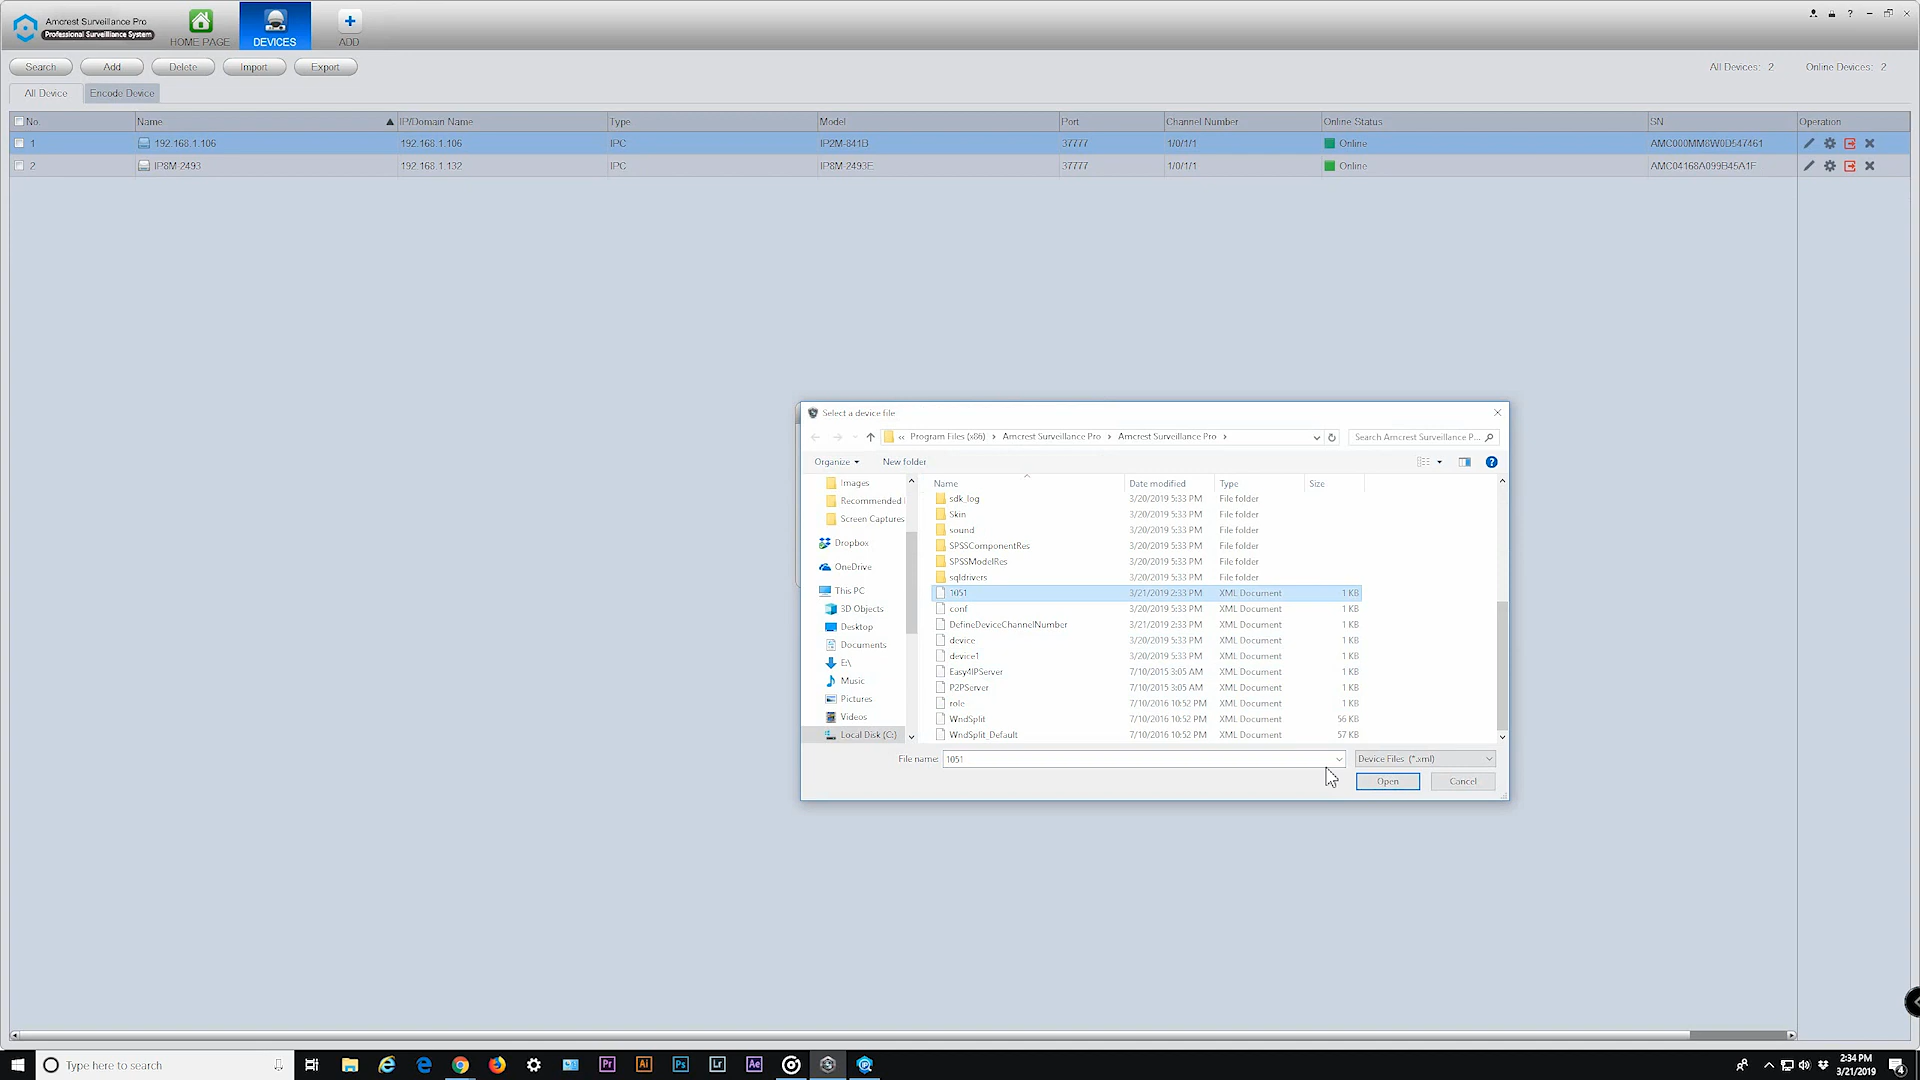 Amcrest Surveillance Pro
Professional Surveillance System
HOME PAGE
DEVICES
ADD
Search
Add
Delete
Import
Export
All Devices: 2
Online Devices: 2
All Device
Encode Device
No. Name IP/Domain Name Type Model Port Channel Number Online Status SN Operation
1 192.168.1.106 192.168.1.106 IPC IP2M-841B 37777 1/0/1/1 Online AMC000MM8W0D547461
2 IP8M-2493 192.168.1.132 IPC IP8M-2493E 37777 1/0/1/1 Online AMC04168A099B45A1F
Select a device file
« Program Files (x86) › Amcrest Surveillance Pro › Amcrest Surveillance Pro ›
Search Amcrest Surveillance P...
Organize
New folder
Images
Recommended
Screen Captures
Dropbox
OneDrive
This PC
3D Objects
Desktop
Documents
E:\
Music
Pictures
Videos
Local Disk (C:)
Name Date modified Type Size
sdk_log 3/20/2019 5:33 PM File folder
Skin 3/20/2019 5:33 PM File folder
sound 3/20/2019 5:33 PM File folder
SPSSComponentRes 3/20/2019 5:33 PM File folder
SPSSModelRes 3/20/2019 5:33 PM File folder
sqldrivers 3/20/2019 5:33 PM File folder
1051 3/21/2019 2:33 PM XML Document 1 KB
conf 3/20/2019 5:33 PM XML Document 1 KB
DefineDeviceChannelNumber 3/21/2019 2:33 PM XML Document 1 KB
device 3/20/2019 5:33 PM XML Document 1 KB
device1 3/20/2019 5:33 PM XML Document 1 KB
Easy4IPServer 7/10/2015 3:05 AM XML Document 1 KB
P2PServer 7/10/2015 3:05 AM XML Document 1 KB
role 7/10/2016 10:52 PM XML Document 1 KB
WndSplit 7/10/2016 10:52 PM XML Document 56 KB
WndSplit_Default 7/10/2016 10:52 PM XML Document 57 KB
File name: 1051
Device Files (*.xml)
Open
Cancel
Type here to search
Pr
Ai
Ps
Lr
Ae
2:34 PM
3/21/2019
4